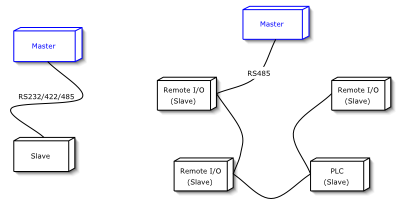 Master
RS232/422/485
Slave
Master
RS485
Remote I/O
(Slave)
Remote I/O
(Slave)
Remote I/O
(Slave)
PLC
(Slave)